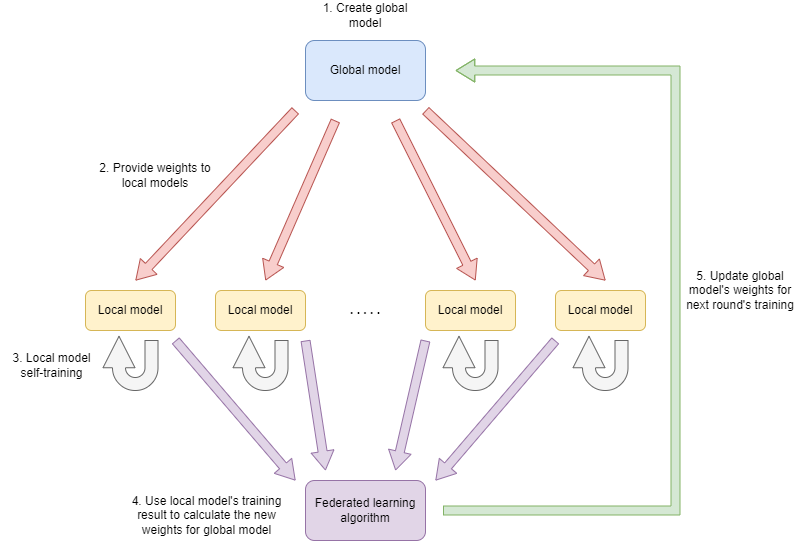 1. Create global
model
Global model
2. Provide weights to
local models
Local model
Local model
.....
Local model
Local model
5. Update global
model's weights for
next round's training
3. Local model
self-training
4. Use local model's training
result to calculate the new
weights for global model
Federated learning
algorithm